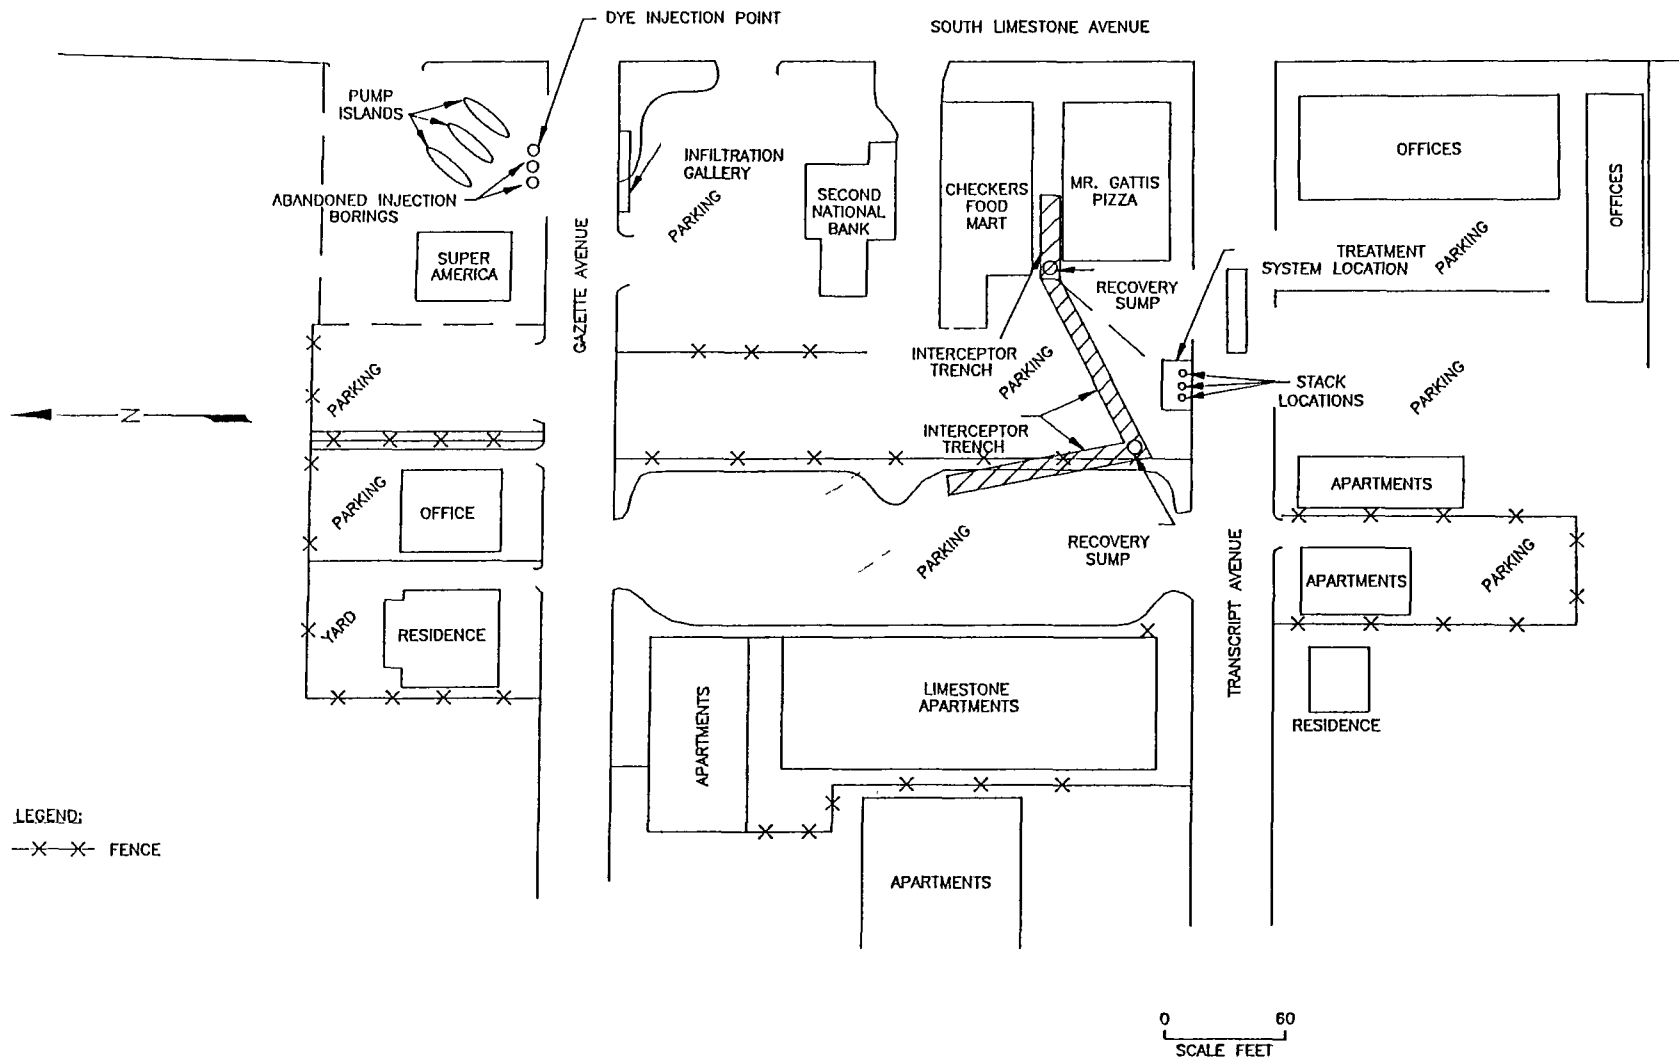 DYE INJECTION POINT
SOUTH LIMESTONE AVENUE
PUMP
ISLANDS
ABANDONED INJECTION
BORINGS
SUPER
AMERICA
GAZETTE AVENUE
INFILTRATION
GALLERY
PARKING
SECOND
NATIONAL
BANK
CHECKERS
FOOD
MART
MR. GATTIS
PIZZA
OFFICES
OFFICES
TREATMENT
SYSTEM LOCATION
PARKING
RECOVERY
SUMP
INTERCEPTOR
TRENCH
PARKING
STACK
LOCATIONS
PARKING
PARKING
N
INTERCEPTOR
TRENCH
PARKING
OFFICE
APARTMENTS
RECOVERY
SUMP
PARKING
TRANSCRIPT AVENUE
APARTMENTS
PARKING
YARD
RESIDENCE
APARTMENTS
LIMESTONE
APARTMENTS
RESIDENCE
APARTMENTS
LEGEND:
FENCE
0 60
SCALE FEET